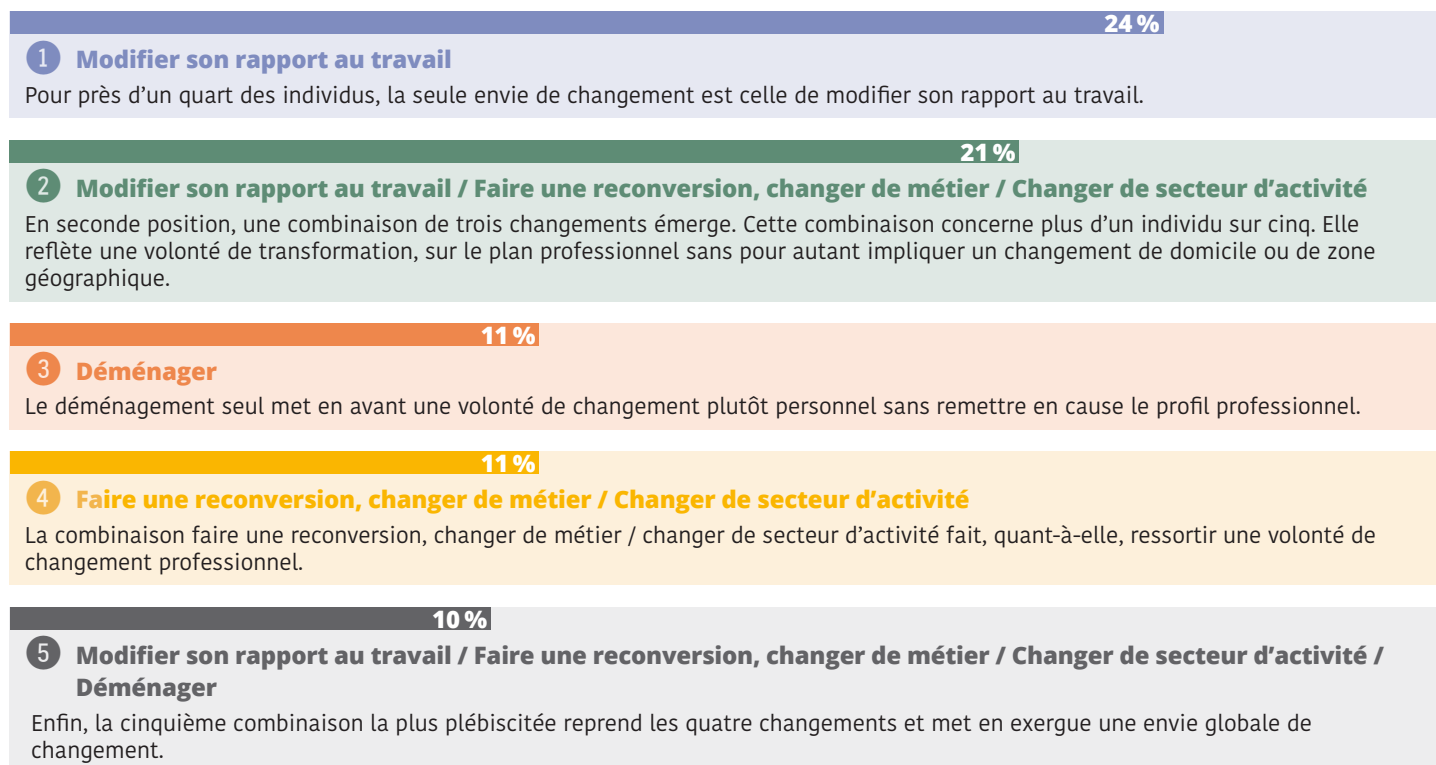 24 %
1 Modifier son rapport au travail
Pour près d'un quart des individus, la seule envie de changement est celle de modifier son rapport au travail.
21 %
2 Modifier son rapport au travail / Faire une reconversion, changer de métier / Changer de secteur d'activité
En seconde position, une combinaison de trois changements émerge. Cette combinaison concerne plus d'un individu sur cinq. Elle
reflète une volonté de transformation, sur le plan professionnel sans pour autant impliquer un changement de domicile ou de zone
géographique.
11 %
3 Déménager
Le déménagement seul met en avant une volonté de changement plutôt personnel sans remettre en cause le profil professionnel.
11 %
4 Faire une reconversion, changer de métier / Changer de secteur d'activité
La combinaison faire une reconversion, changer de métier / changer de secteur d'activité fait, quant-à-elle, ressortir une volonté de
changement professionnel.
10 %
5 Modifier son rapport au travail / Faire une reconversion, changer de métier / Changer de secteur d'activité /
Déménager
Enfin, la cinquième combinaison la plus plébiscitée reprend les quatre changements et met en exergue une envie globale de
changement.